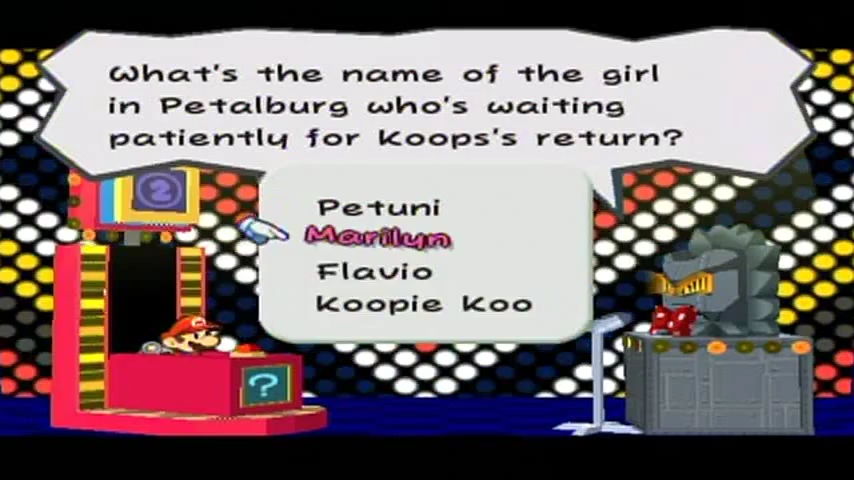 What's the name of the girl
in Petalburg who's waiting
patiently for Koops's return?
2
Petuni
Marilyn
Flavio
Koopie Koo
M
?